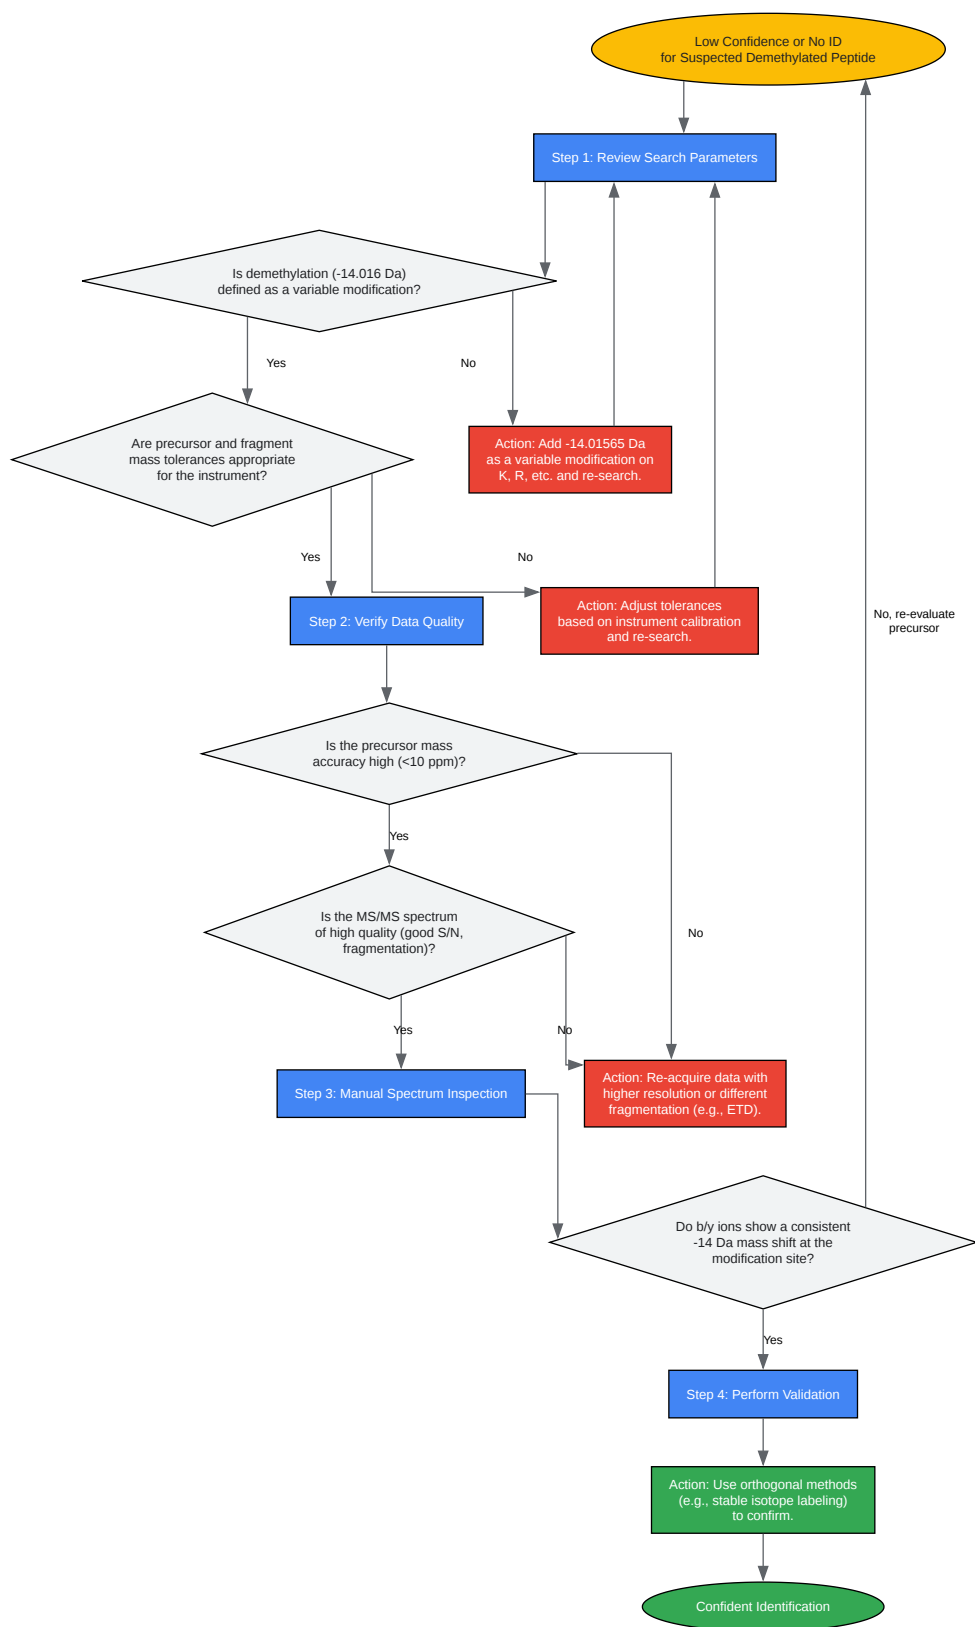 Low Confidence or No ID
for Suspected Demethylated Peptide
Step 1: Review Search Parameters
Is demethylation (-14.016 Da)
defined as a variable modification?
Yes
No
Are precursor and fragment
mass tolerances appropriate
for the instrument?
Action: Add -14.01565 Da
as a variable modification on
K, R, etc. and re-search.
Yes
No
Action: Adjust tolerances
based on instrument calibration
and re-search.
No, re-evaluate
precursor
Step 2: Verify Data Quality
Is the precursor mass
accuracy high (<10 ppm)?
Yes
Is the MS/MS spectrum
of high quality (good S/N,
fragmentation)?
No
Yes
No
Step 3: Manual Spectrum Inspection
Action: Re-acquire data with
higher resolution or different
fragmentation (e.g., ETD).
Do b/y ions show a consistent
-14 Da mass shift at the
modification site?
Yes
Step 4: Perform Validation
Action: Use orthogonal methods
(e.g., stable isotope labeling)
to confirm.
Confident Identification